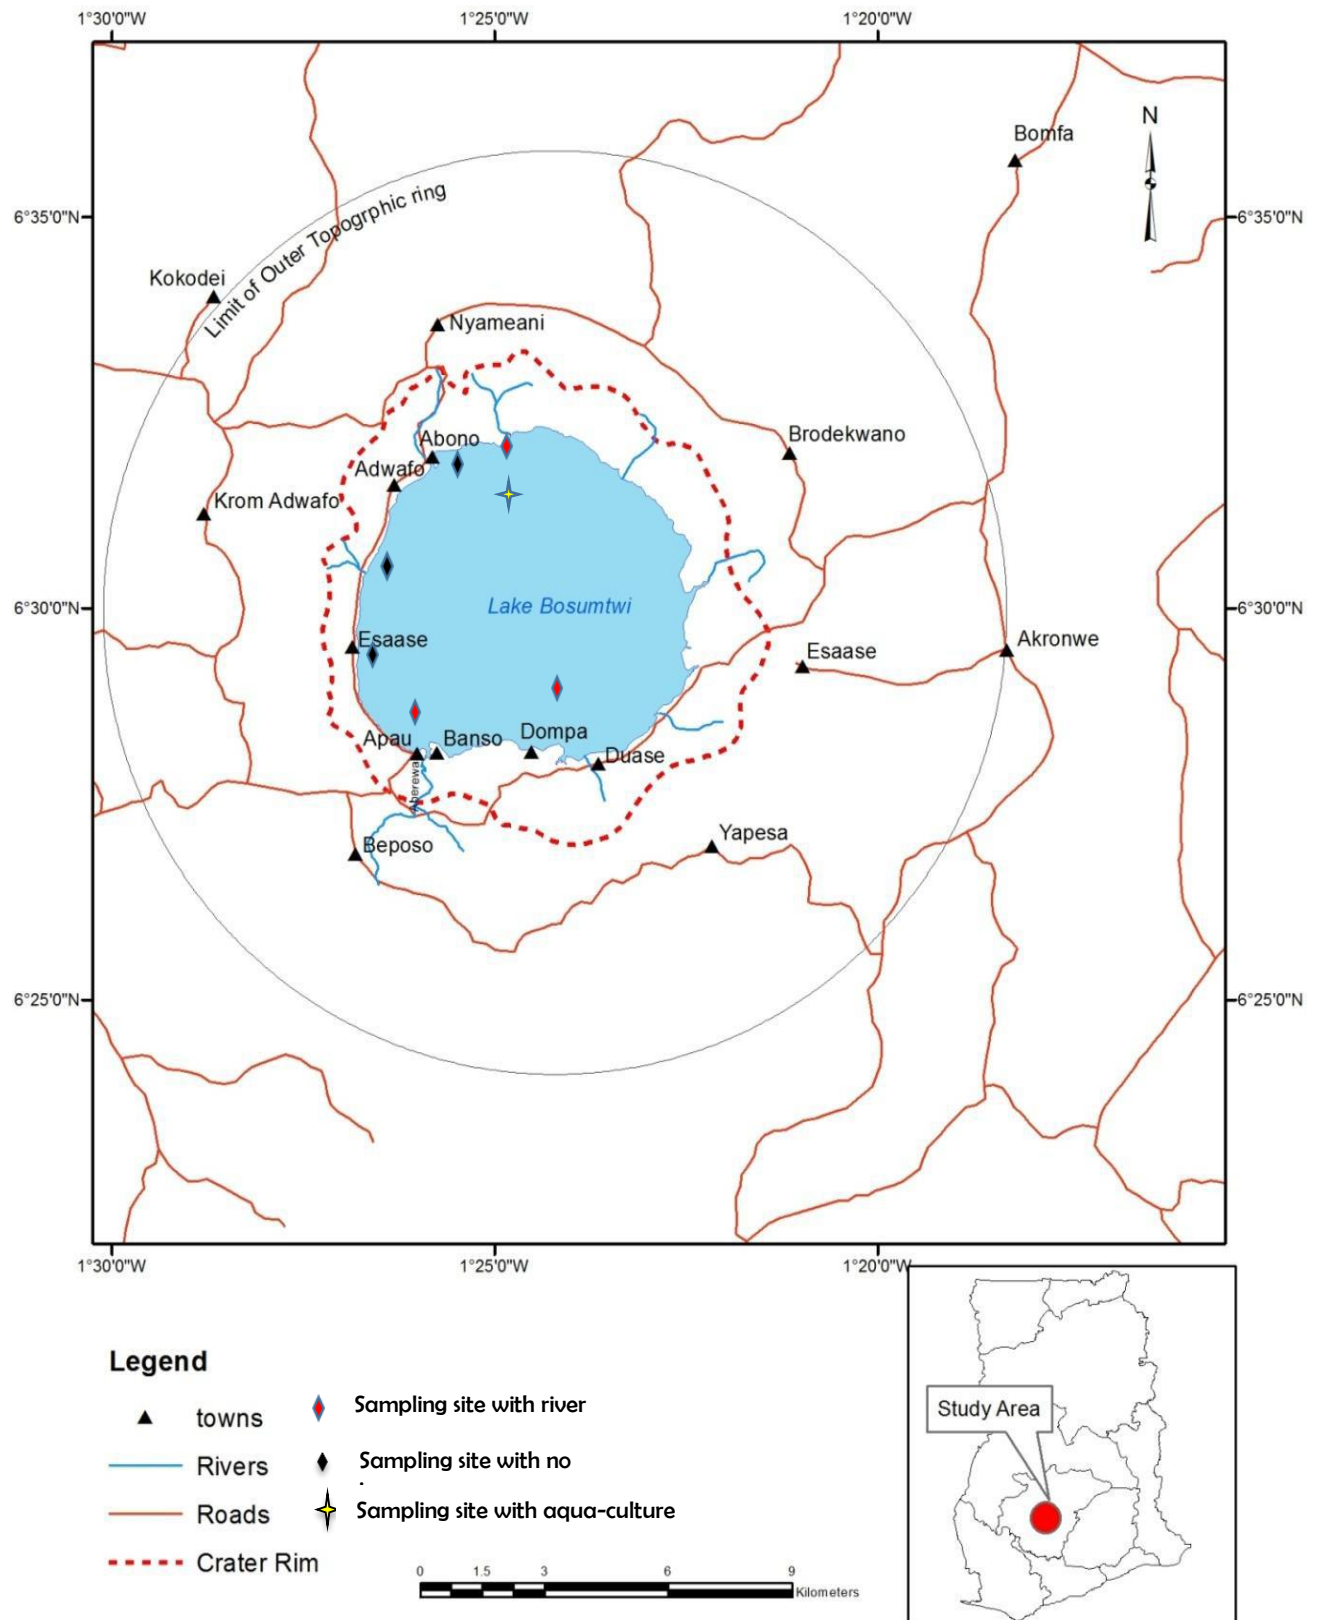 1°30'0"W 1°25'0"W 1°20'0"W
N
Bomfa
6°35'0"N 6°35'0"N
Limit of Outer Topogrphic ring
Kokodei
Nyameani
Abono
Brodekwano
Adwafo
Krom Adwafo
Lake Bosumtwi
6°30'0"N 6°30'0"N
Esaase
Esaase
Akronwe
Apau
Banso
Dompa
Duase
Aberewa
Beposo
Yapesa
6°25'0"N 6°25'0"N
1°30'0"W 1°25'0"W 1°20'0"W
Legend
towns
Rivers
Roads
Crater Rim
Sampling site with river
Sampling site with no
Sampling site with aqua-culture
0 1.5 3 6 9
Kilometers
Study Area